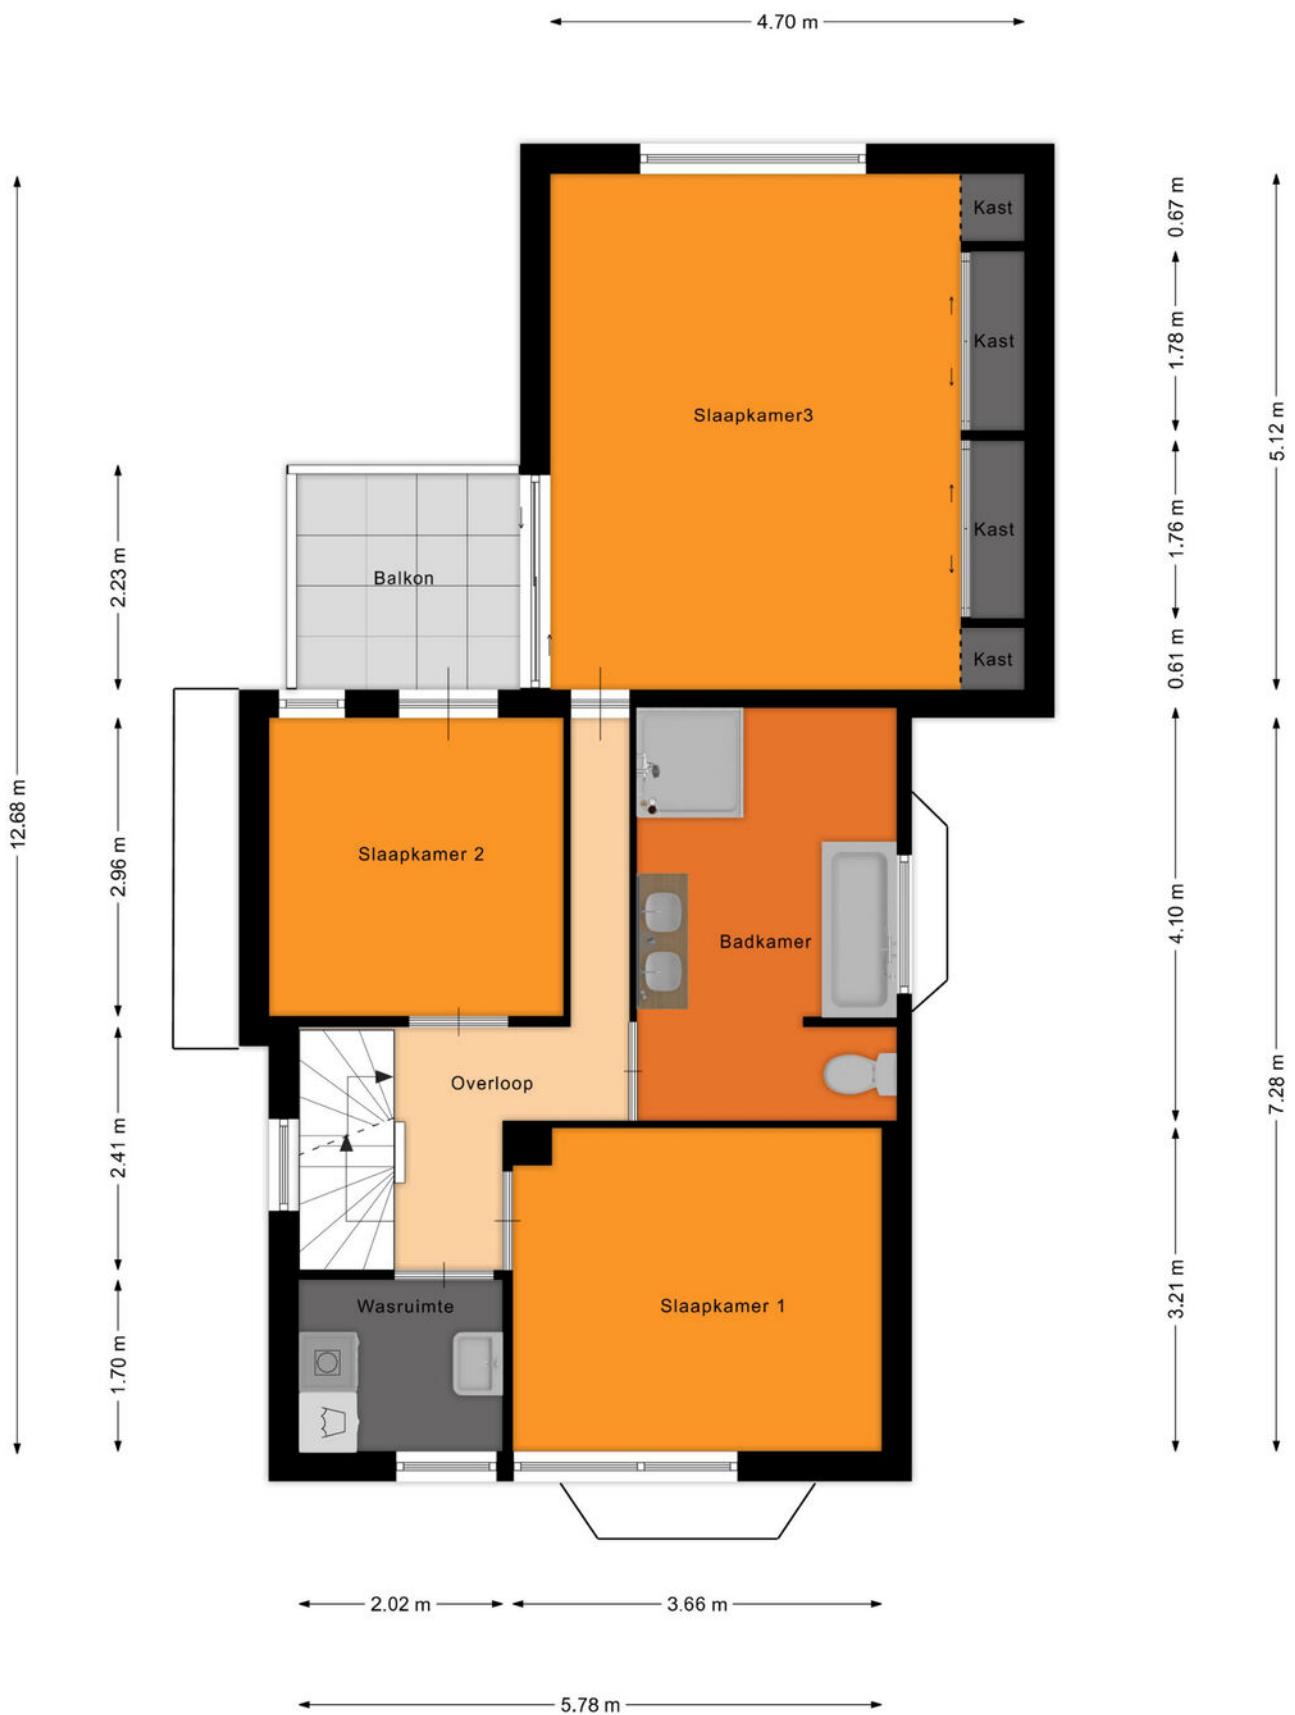 4.70 m
Kast
0.67 m
Kast
1.78 m
Slaapkamer3
5.12 m
Kast
1.76 m
2.23 m
Balkon
Kast
0.61 m
12.68 m
2.96 m
Slaapkamer 2
Badkamer
4.10 m
Overloop
7.28 m
2.41 m
Wasruimte
Slaapkamer 1
3.21 m
1.70 m
2.02 m
3.66 m
5.78 m